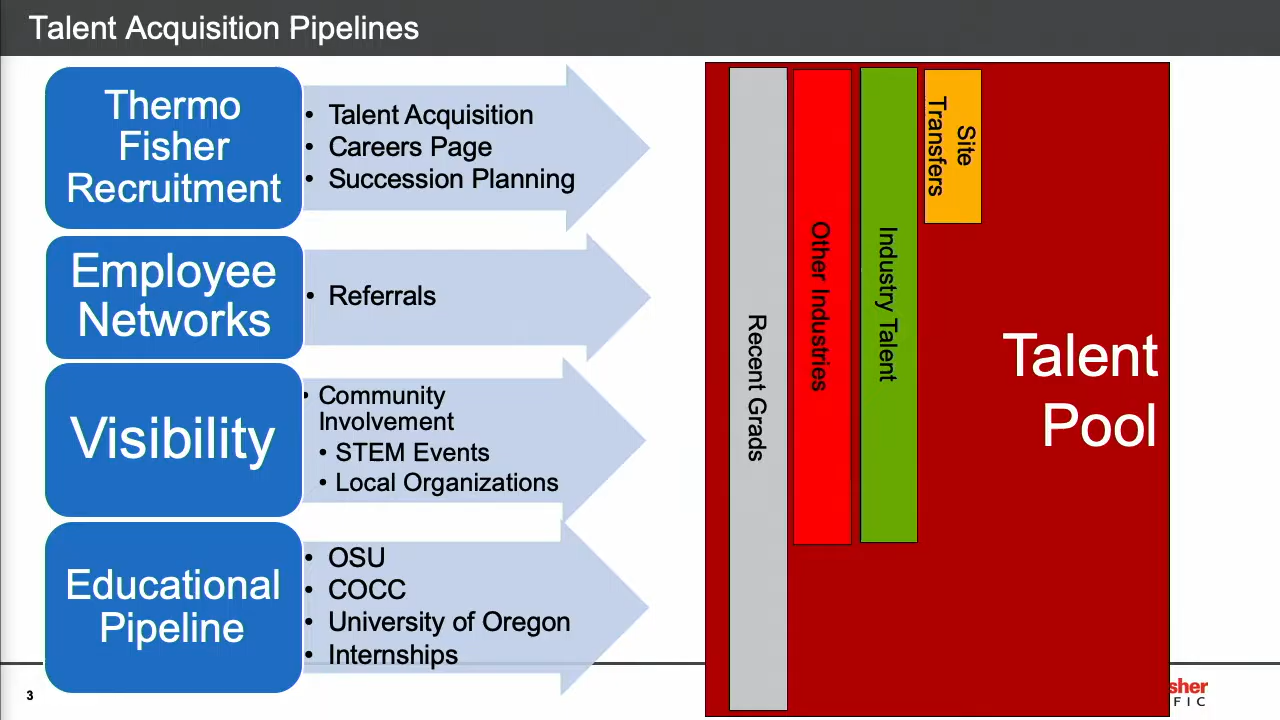 Talent Acquisition Pipelines
Thermo
Fisher
Recruitment
• Talent Acquisition
• Careers Page
• Succession Planning
Employee
Networks
• Referrals
Visibility
• Community
Involvement
• STEM Events
• Local Organizations
Educational
Pipeline
• OSU
• COCC
• University of Oregon
• Internships
Recent Grads
Other Industries
Industry Talent
Site
Transfers
Talent
Pool
3
sher
FIC